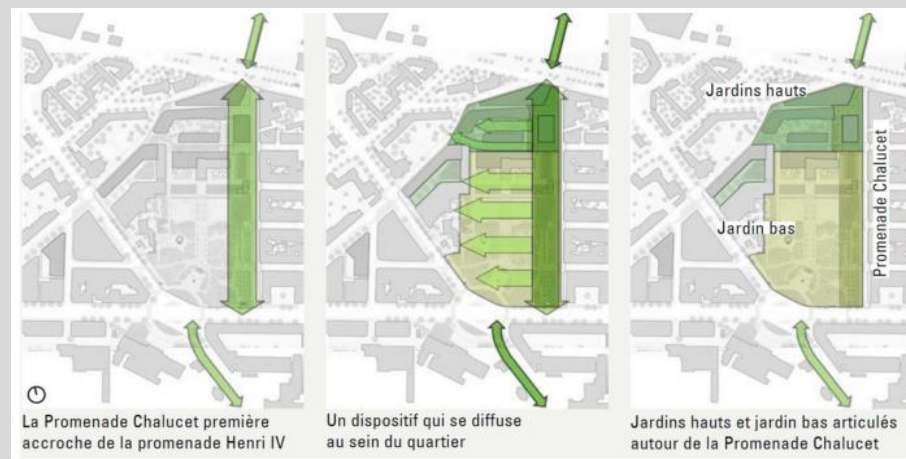 Jardins hauts
Jardin bas
Promenade Chalucet
La Promenade Chalucet première
accroche de la promenade Henri IV
Un dispositif qui se diffuse
au sein du quartier
Jardins hauts et jardin bas articulés
autour de la Promenade Chalucet